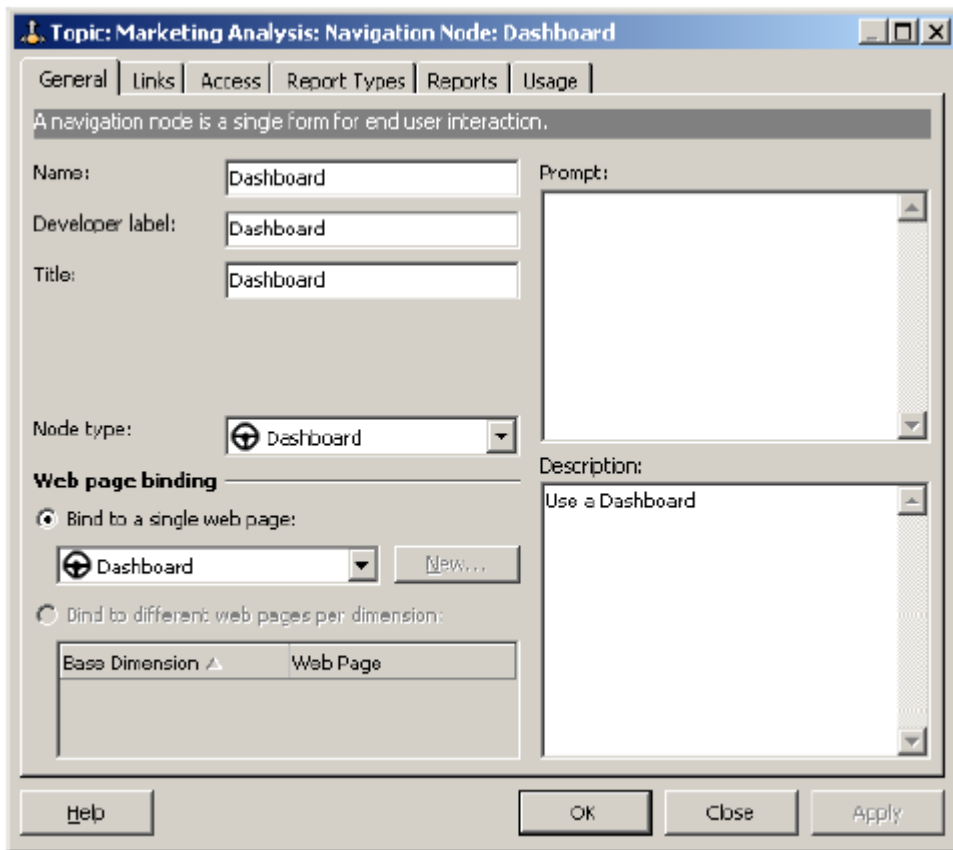 Topic: Marketing Analysis: Navigation Node: Dashboard
General Links Access Report Types Reports Usage
A navigation node is a single form for end user interaction.
Name: Dashboard
Developer label: Dashboard
Title: Dashboard
Node type: Dashboard
Web page binding
Bind to a single web page:
Dashboard New...
Bind to different web pages per dimension:
Base Dimension Web Page
Prompt:
Description:
Use a Dashboard
Help OK Close Apply